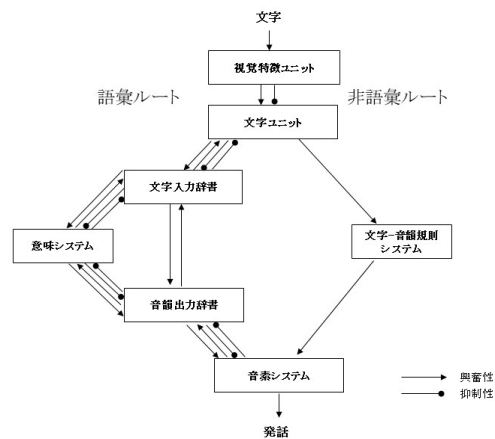 文字
視覚特徴ユニット
語彙ルート
非語彙ルート
文字ユニット
文字入力辞書
意味システム
文字−音韻規則
システム
音韻出力辞書
音素システム
興奮性
抑制性
発話